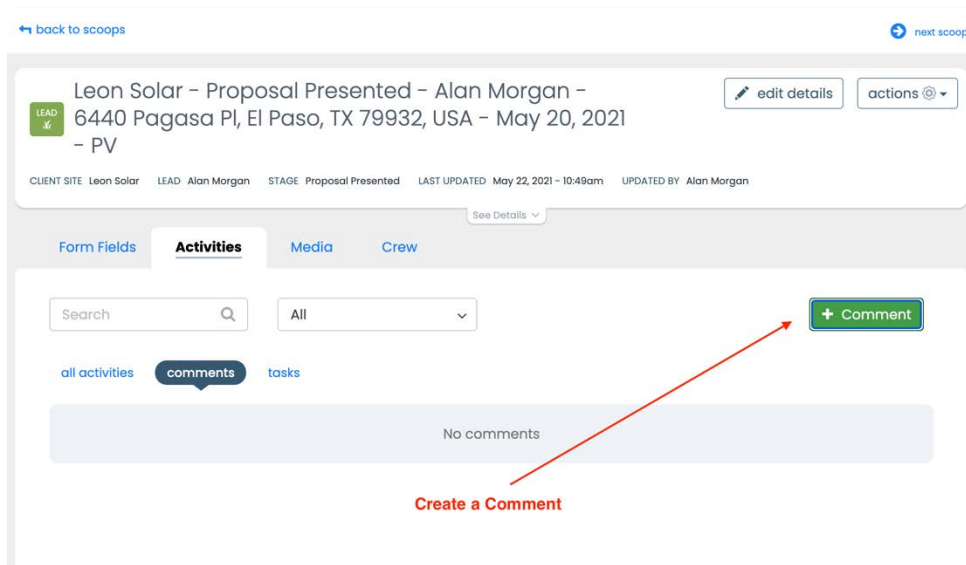 back to scoops
next scoop
LEAD
Leon Solar - Proposal Presented - Alan Morgan -
6440 Pagasa Pl, El Paso, TX 79932, USA - May 20, 2021
- PV
edit details
actions
CLIENT SITE Leon Solar LEAD Alan Morgan STAGE Proposal Presented LAST UPDATED May 22, 2021 - 10:49am UPDATED BY Alan Morgan
See Details
Form Fields Activities Media Crew
Search
All
+ Comment
all activities comments tasks
No comments
Create a Comment